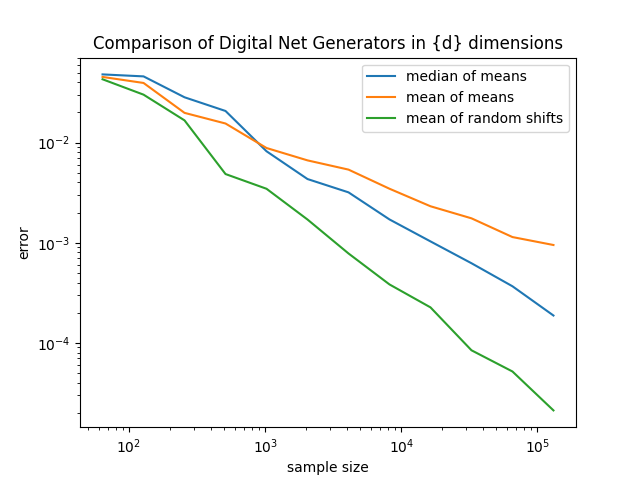 Comparison of Digital Net Generators in {d} dimensions
median of means
mean of means
mean of random shifts
error
10⁻²
10⁻³
10⁻⁴
10² 10³ 10⁴ 10⁵
sample size